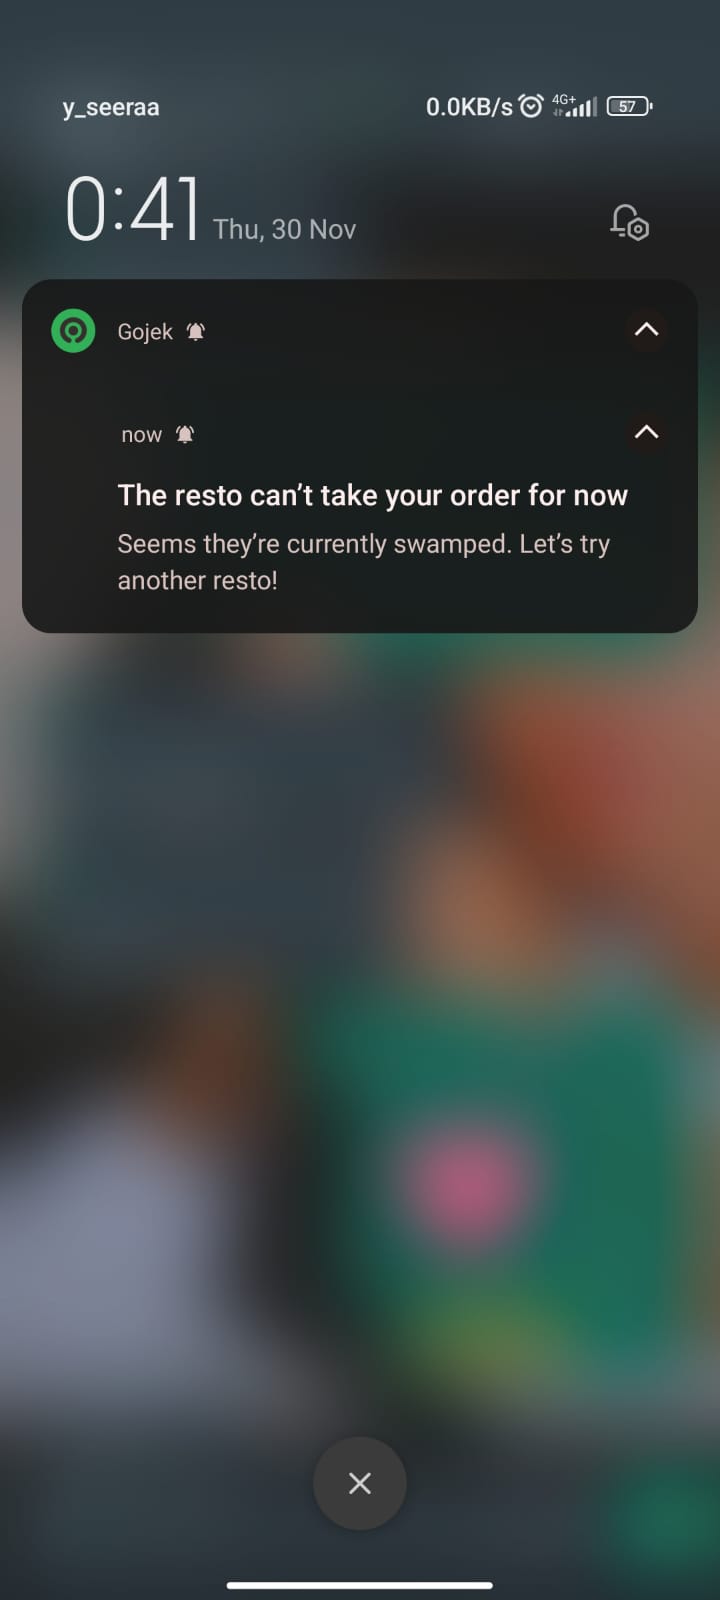 y_seeraa
0.0KB/s 4G+ 57
0:41 Thu, 30 Nov
Gojek
now
The resto can’t take your order for now
Seems they’re currently swamped. Let’s try
another resto!